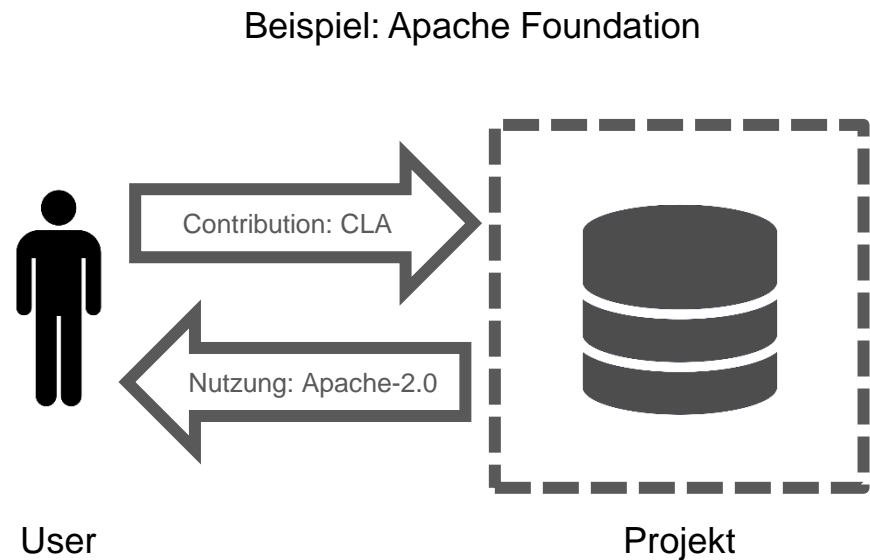 Beispiel: Apache Foundation
Contribution: CLA
Nutzung: Apache-2.0
User
Projekt